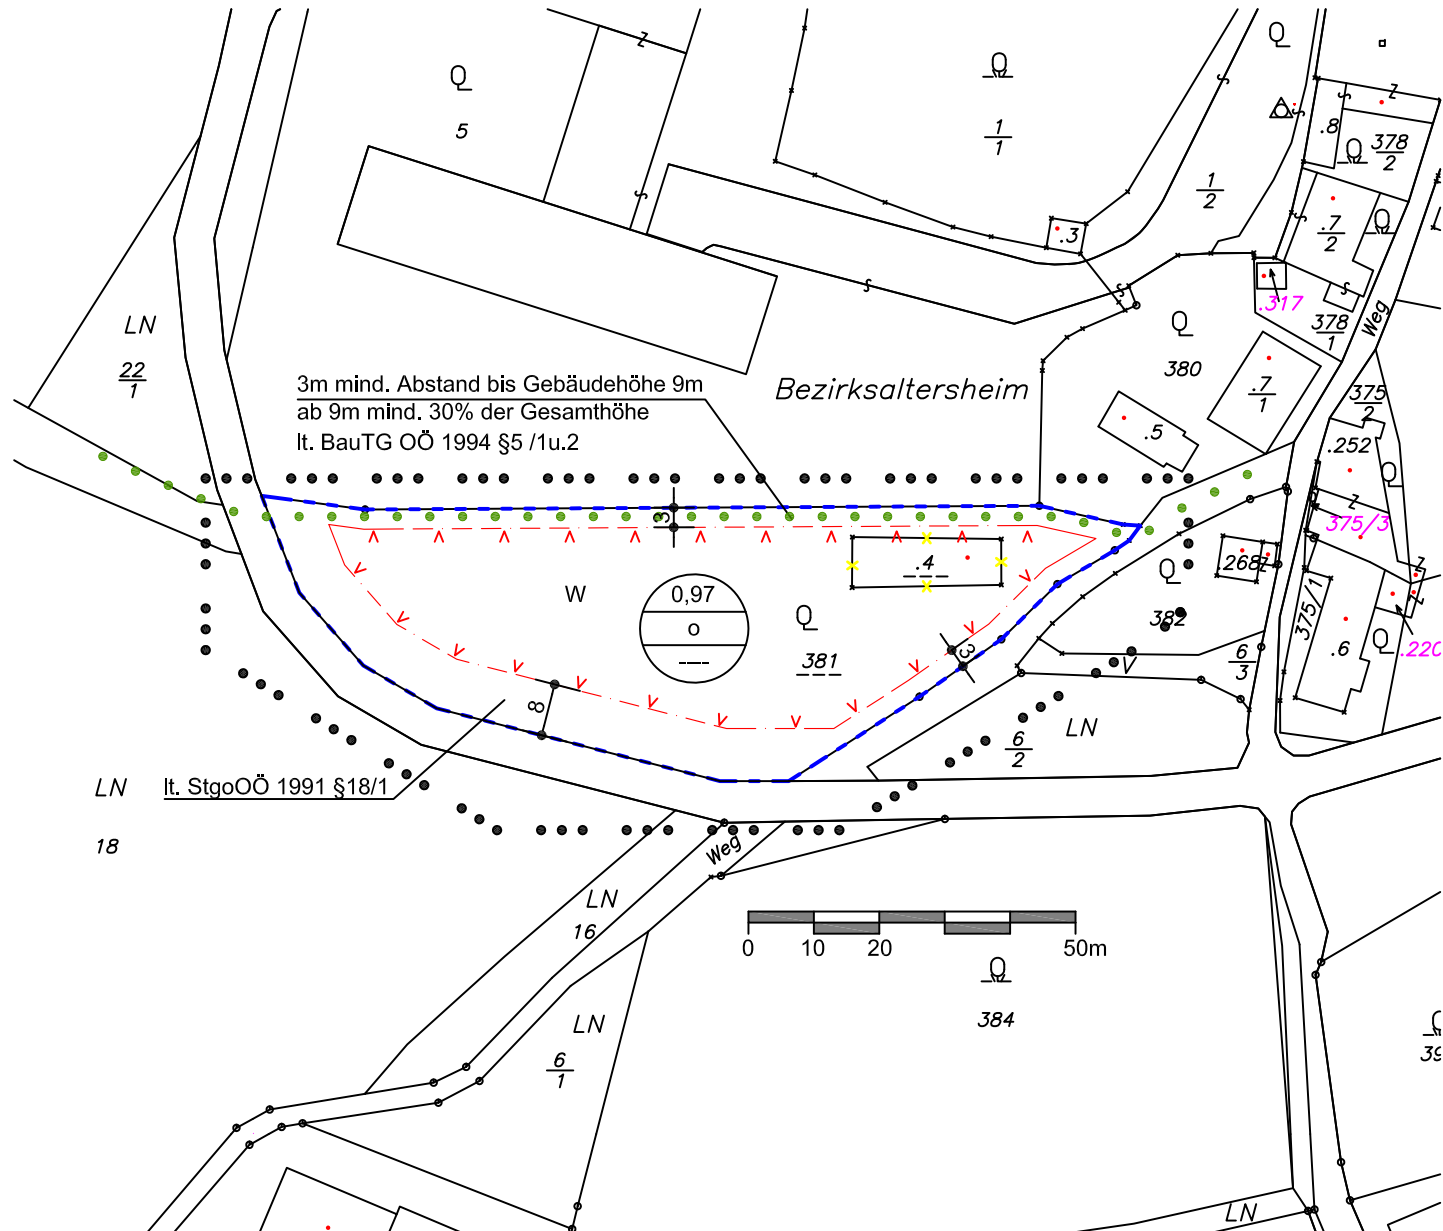 5
1
1
1
2
.8
378
2
.7
2
.3
.317
378
1
Weg
LN
22
1
3m mind. Abstand bis Gebäudehöhe 9m
ab 9m mind. 30% der Gesamthöhe
lt. BauTG OÖ 1994 §5 /1u.2
Bezirksaltersheim
380
.7
1
375
2
.5
.252
3
375/3
.4
.268
W
0,97
o
381
382
375/1
.6
.220
3
8
6
3
6
2
LN
lt. StgoOÖ 1991 §18/1
LN
18
Weg
LN
16
0 10 20 50m
384
LN
6
1
39
LN